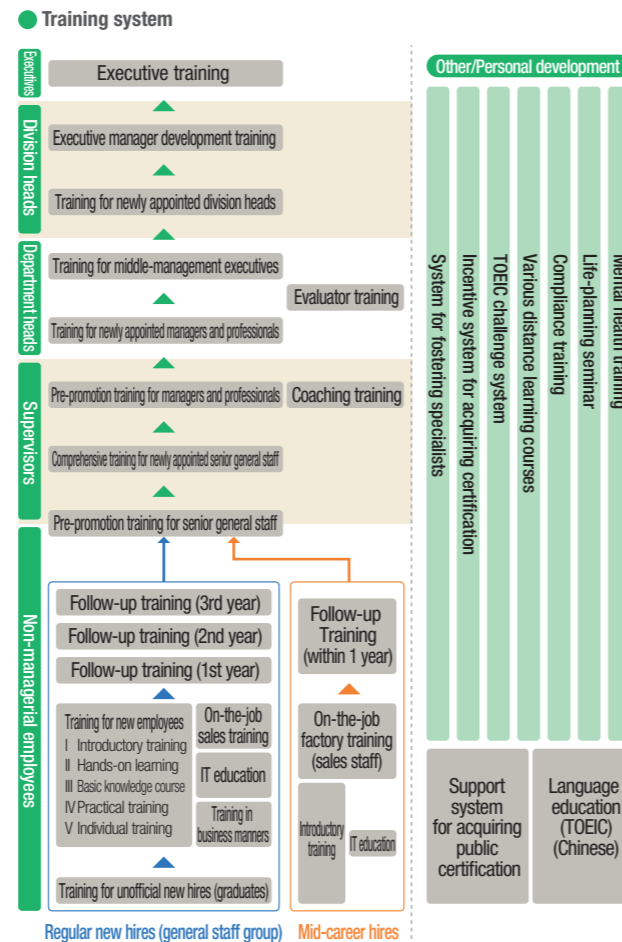 Training system
Executives
Executive training
Division heads
Executive manager development training
Training for newly appointed division heads
Department heads
Training for middle-management executives
Evaluator training
Training for newly appointed managers and professionals
Supervisors
Pre-promotion training for managers and professionals
Coaching training
Comprehensive training for newly appointed senior general staff
Pre-promotion training for senior general staff
Non-managerial employees
Follow-up training (3rd year)
Follow-up training (2nd year)
Follow-up training (1st year)
Training for new employees
I Introductory training
II Hands-on learning
III Basic knowledge course
IV Practical training
V Individual training
On-the-job
sales training
IT education
Training in
business manners
Training for unofficial new hires (graduates)
Regular new hires (general staff group)
Follow-up
Training
(within 1 year)
On-the-job
factory training
(sales staff)
Introductory
training
IT education
Mid-career hires
Other/Personal development
System for fostering specialists
Incentive system for acquiring certification
TOEIC challenge system
Various distance learning courses
Compliance training
Life-planning seminar
Mental health training
Support
system
for acquiring
public
certification
Language
education
(TOEIC)
(Chinese)